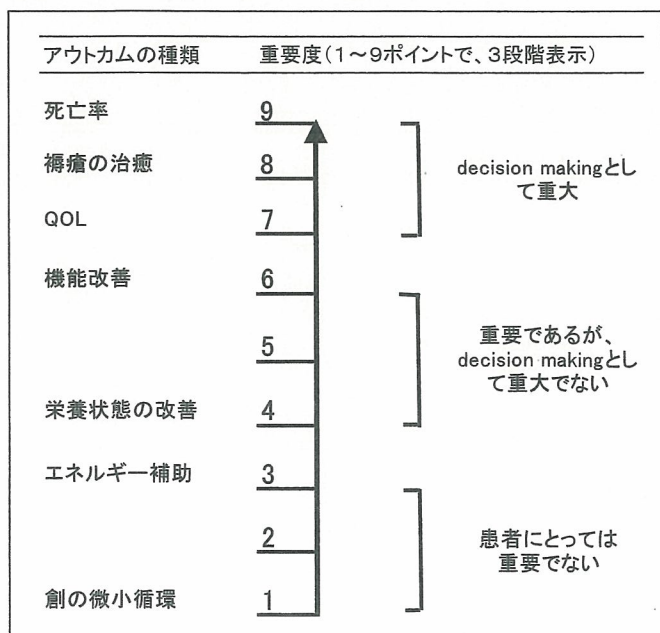 アウトカムの種類 重要度(1～9ポイントで、3段階表示)
死亡率 9
褥瘡の治癒 8
decision makingとし
て重大
QOL 7
機能改善 6
5
重要であるが、
decision makingとし
て重大でない
栄養状態の改善 4
エネルギー補助 3
2
患者にとっては
重要でない
創の微小循環 1